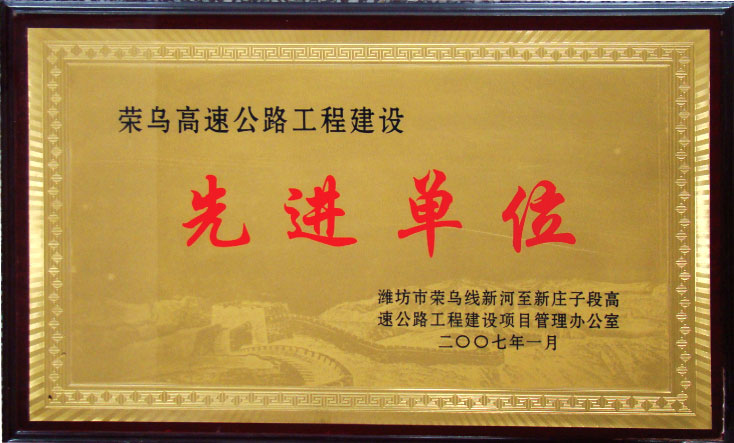 荣乌高速公路工程建设
先进单位
潍坊市荣乌线新河至新庄子段高
速公路工程建设项目管理办公室
二〇〇七年一月